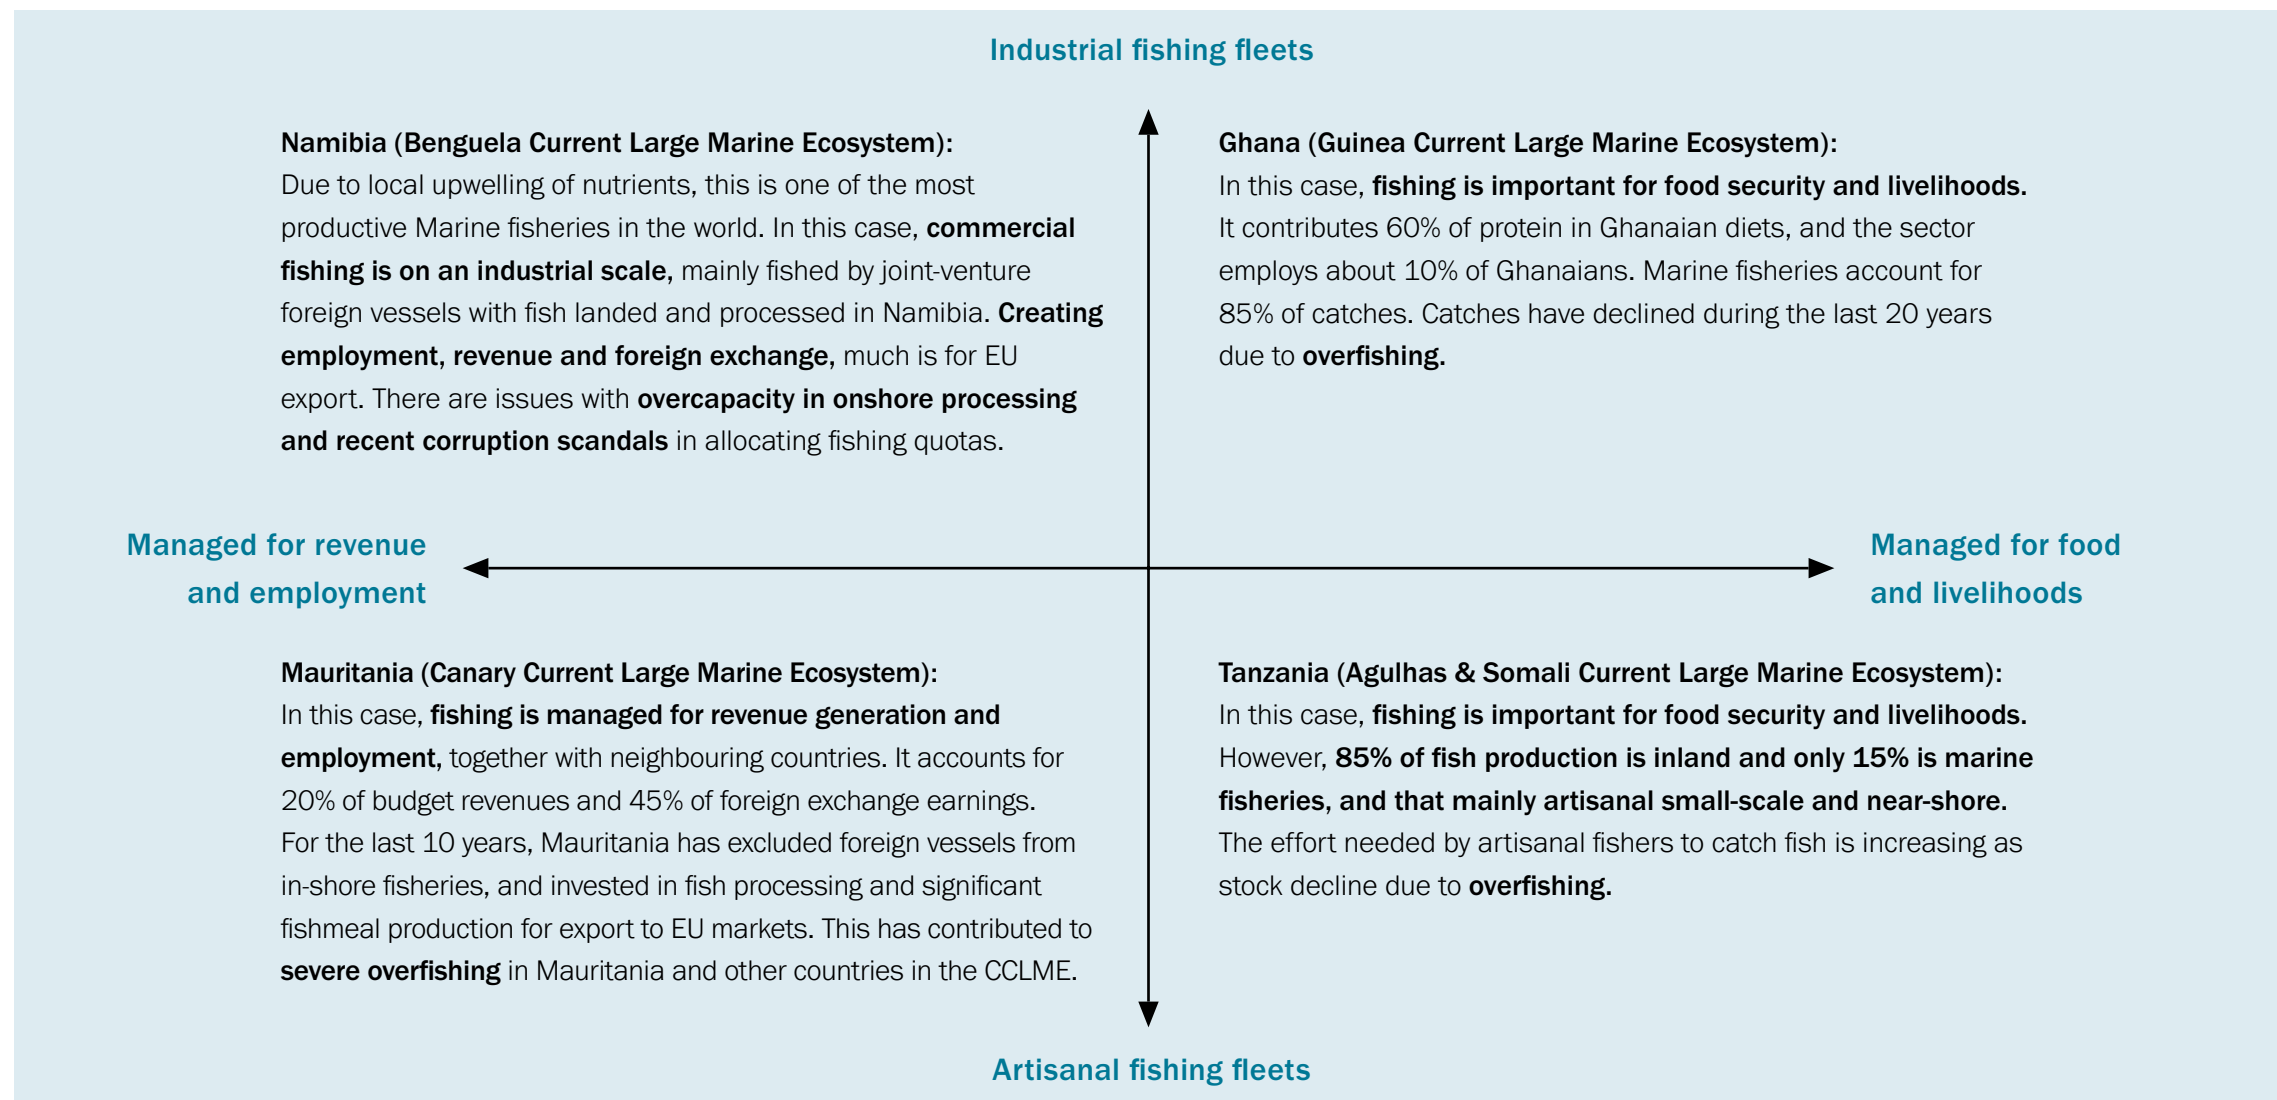 Industrial fishing fleets
Namibia (Benguela Current Large Marine Ecosystem):
Due to local upwelling of nutrients, this is one of the most
productive Marine fisheries in the world. In this case, commercial
fishing is on an industrial scale, mainly fished by joint-venture
foreign vessels with fish landed and processed in Namibia. Creating
employment, revenue and foreign exchange, much is for EU
export. There are issues with overcapacity in onshore processing
and recent corruption scandals in allocating fishing quotas.
Ghana (Guinea Current Large Marine Ecosystem):
In this case, fishing is important for food security and livelihoods.
It contributes 60% of protein in Ghanaian diets, and the sector
employs about 10% of Ghanaians. Marine fisheries account for
85% of catches. Catches have declined during the last 20 years
due to overfishing.
Managed for revenue
and employment
Managed for food
and livelihoods
Mauritania (Canary Current Large Marine Ecosystem):
In this case, fishing is managed for revenue generation and
employment, together with neighbouring countries. It accounts for
20% of budget revenues and 45% of foreign exchange earnings.
For the last 10 years, Mauritania has excluded foreign vessels from
in-shore fisheries, and invested in fish processing and significant
fishmeal production for export to EU markets. This has contributed to
severe overfishing in Mauritania and other countries in the CCLME.
Tanzania (Agulhas & Somali Current Large Marine Ecosystem):
In this case, fishing is important for food security and livelihoods.
However, 85% of fish production is inland and only 15% is marine
fisheries, and that mainly artisanal small-scale and near-shore.
The effort needed by artisanal fishers to catch fish is increasing as
stock decline due to overfishing.
Artisanal fishing fleets